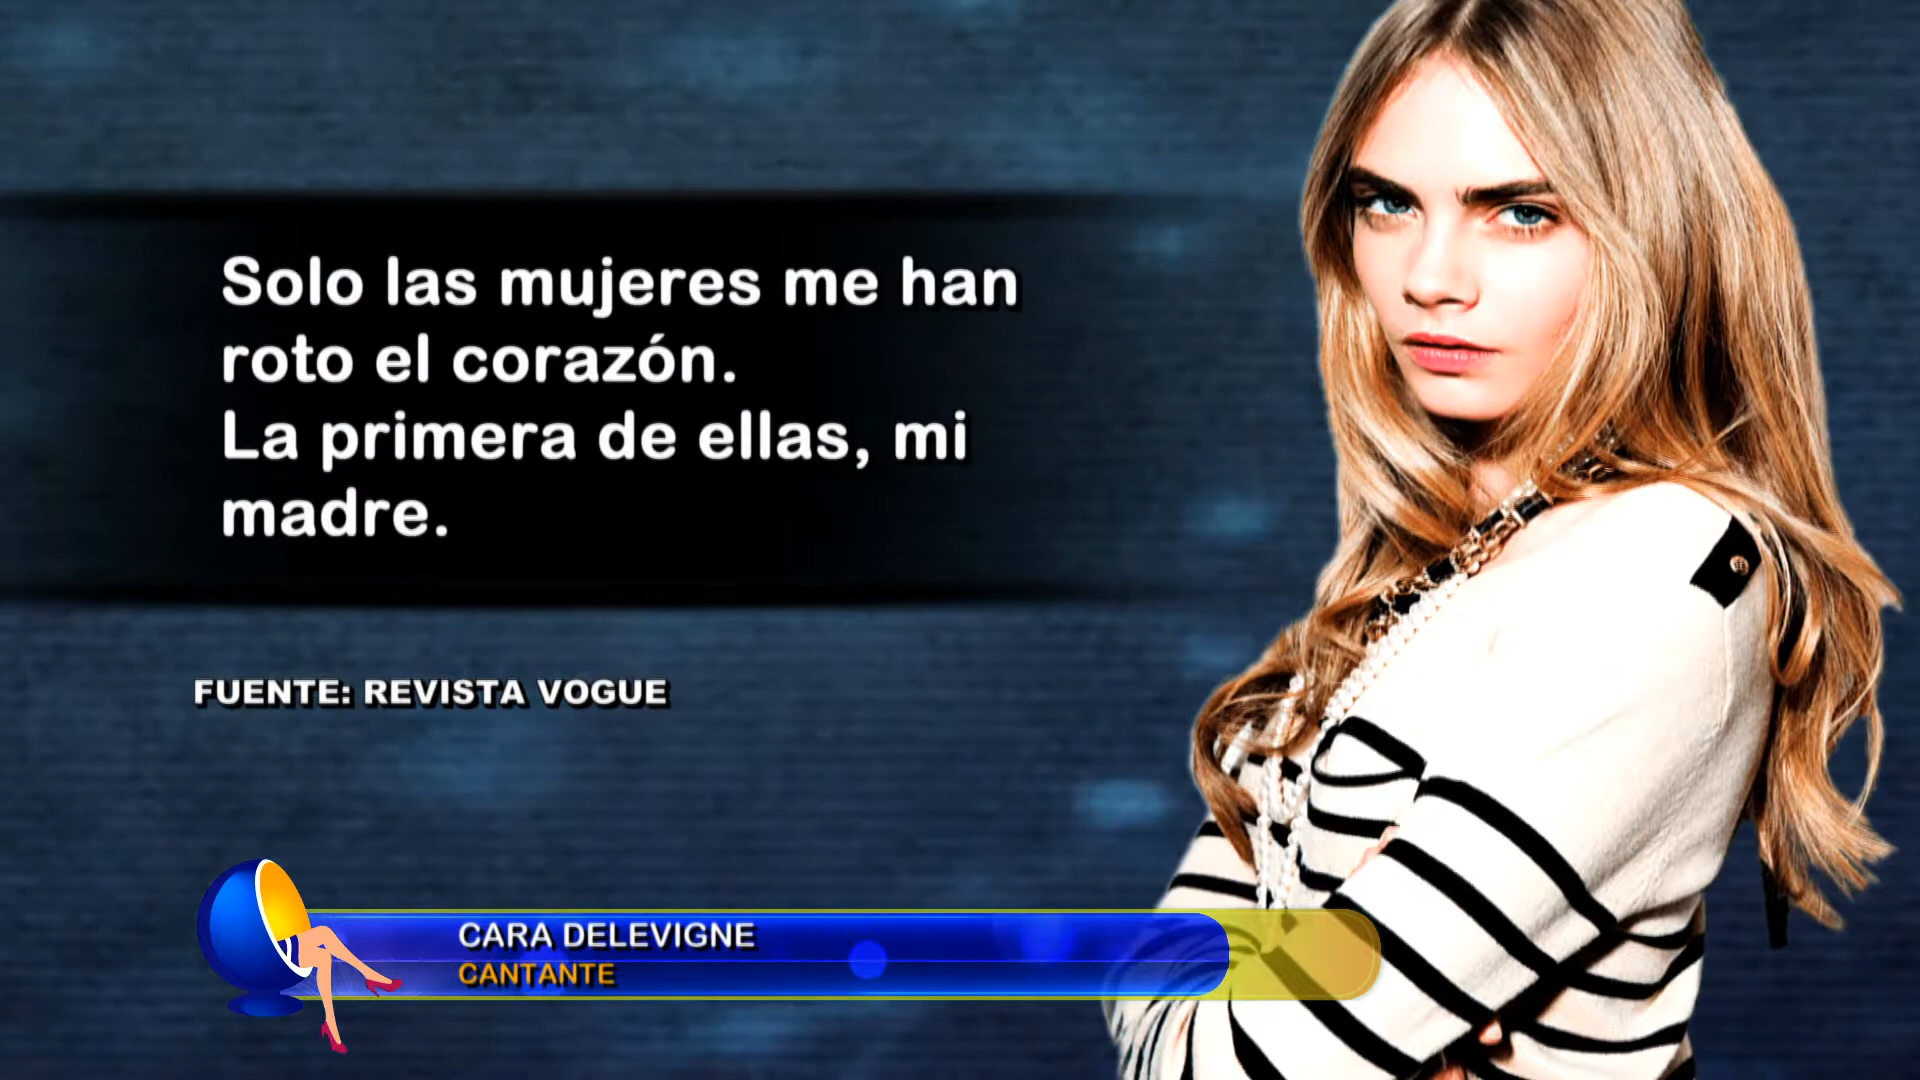 Solo las mujeres me han
roto el corazón.
La primera de ellas, mi
madre.
FUENTE: REVISTA VOGUE
CARA DELEVIGNE
CANTANTE